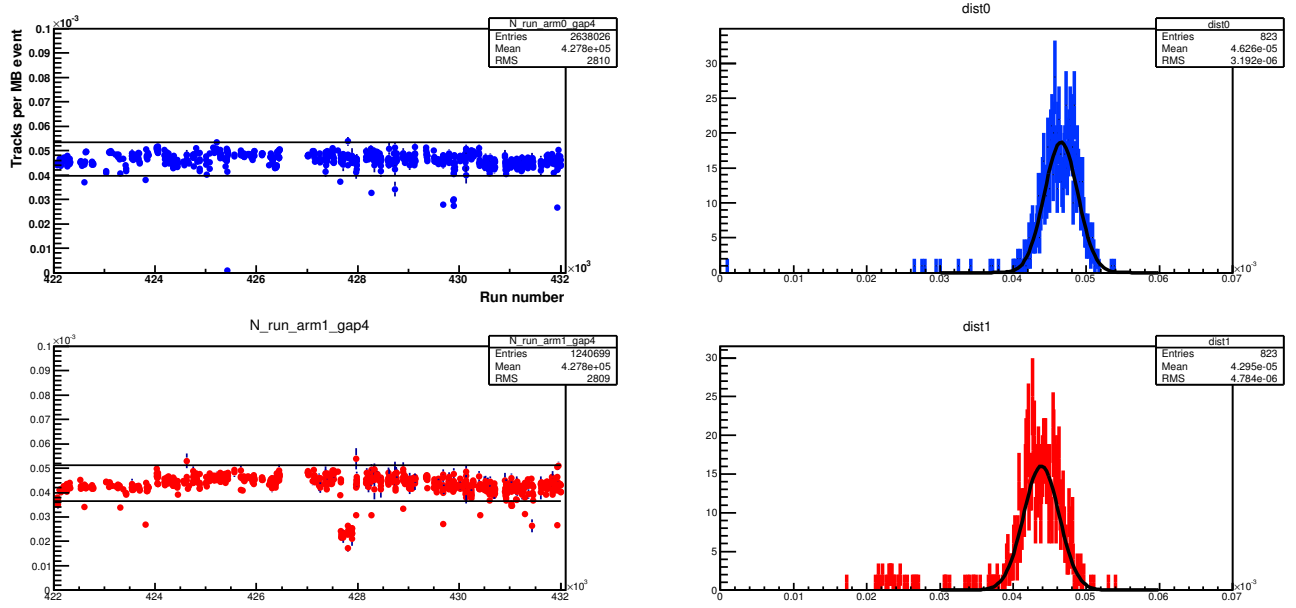 ×10⁻³
N_run_arm0_gap4
Entries 2638026
Mean 4.278e+05
RMS 2810
Tracks per MB event
0.1
0.09
0.08
0.07
0.06
0.05
0.04
0.03
0.02
0.01
0
422 424 426 428 430 432
×10³
Run number
dist0
dist0
Entries 823
Mean 4.626e-05
RMS 3.192e-06
35
30
25
20
15
10
5
0
0 0.01 0.02 0.03 0.04 0.05 0.06 0.07
×10⁻³
N_run_arm1_gap4
×10⁻³
N_run_arm1_gap4
Entries 1240699
Mean 4.278e+05
RMS 2809
0.1
0.09
0.08
0.07
0.06
0.05
0.04
0.03
0.02
0.01
0
422 424 426 428 430 432
×10³
dist1
dist1
Entries 823
Mean 4.295e-05
RMS 4.784e-06
30
25
20
15
10
5
0
0 0.01 0.02 0.03 0.04 0.05 0.06 0.07
×10⁻³